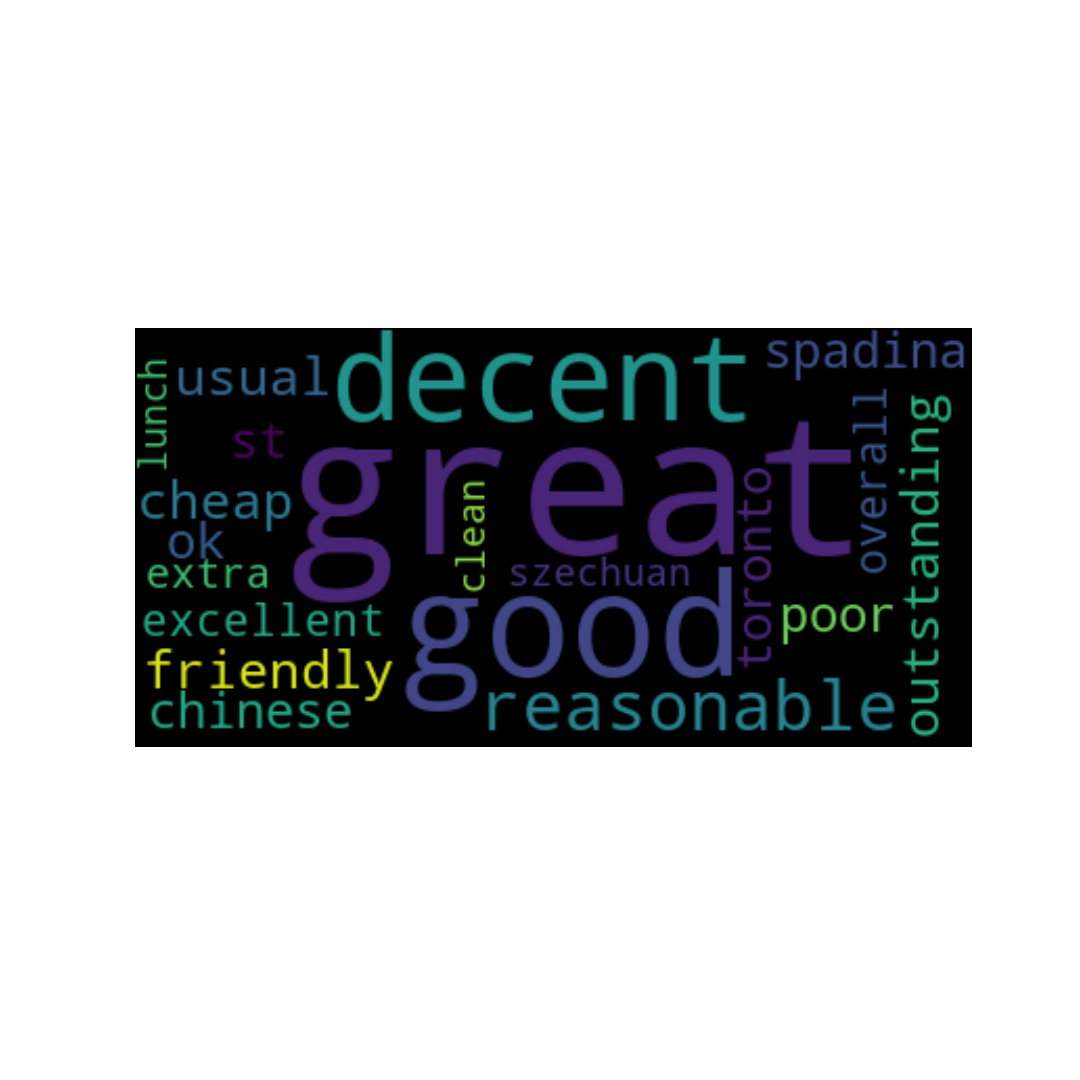 decent
spadina
lunch
usual
st
great
overall
outstanding
cheap
clean
toronto
ok
extra
szechuan
excellent
good
poor
friendly
chinese
reasonable